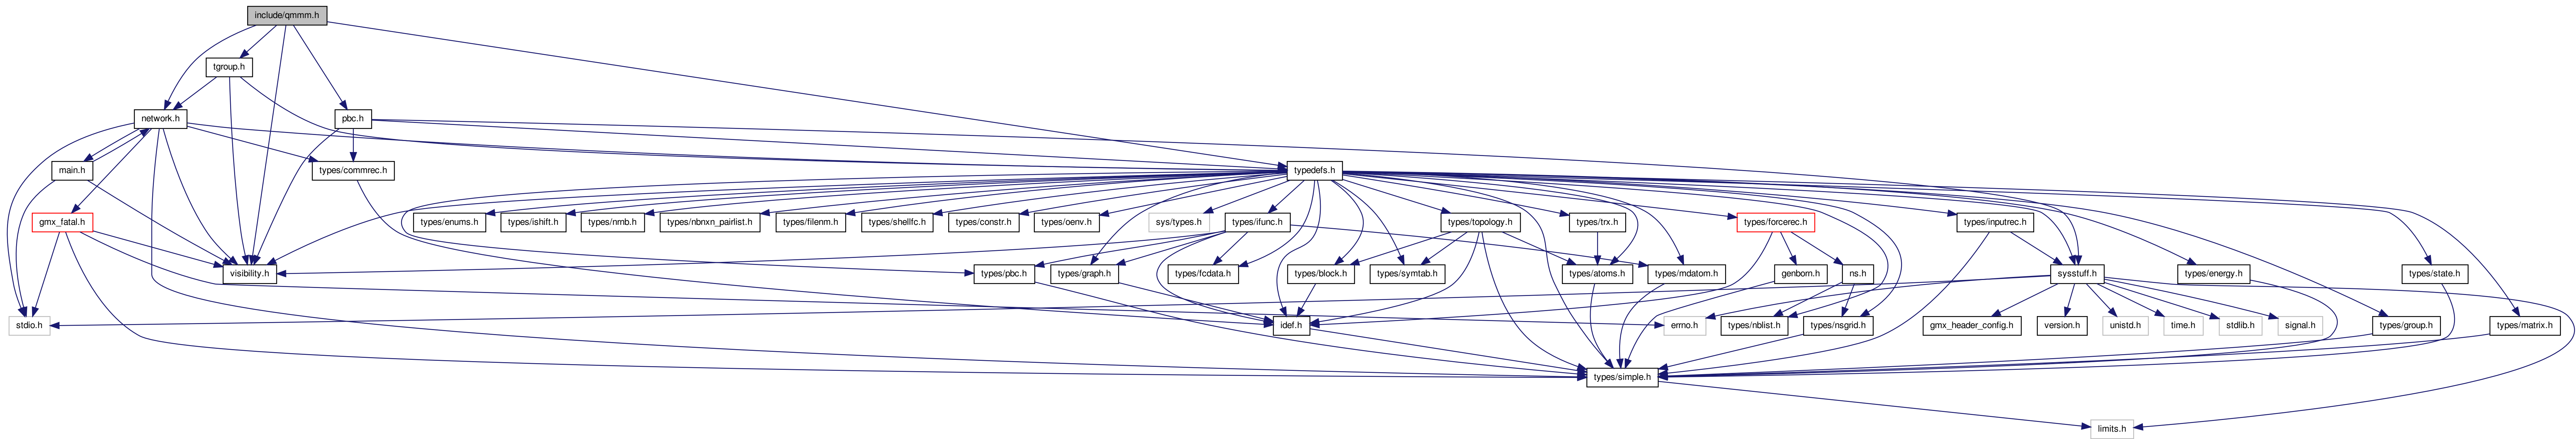 include/qmmm.h
tgroup.h
network.h
pbc.h
main.h
types/commrec.h
typedefs.h
gmx_fatal.h
types/enums.h
types/ishift.h
types/nrnb.h
types/nbnxn_pairlist.h
types/filenm.h
types/shellfc.h
types/constr.h
types/oenv.h
sys/types.h
types/ifunc.h
types/topology.h
types/trx.h
types/forcerec.h
types/inputrec.h
visibility.h
types/pbc.h
types/graph.h
types/fcdata.h
types/block.h
types/symtab.h
types/atoms.h
types/mdatom.h
genborn.h
ns.h
sysstuff.h
types/energy.h
types/state.h
stdio.h
idef.h
errno.h
types/nblist.h
types/nsgrid.h
gmx_header_config.h
version.h
unistd.h
time.h
stdlib.h
signal.h
types/group.h
types/matrix.h
types/simple.h
limits.h